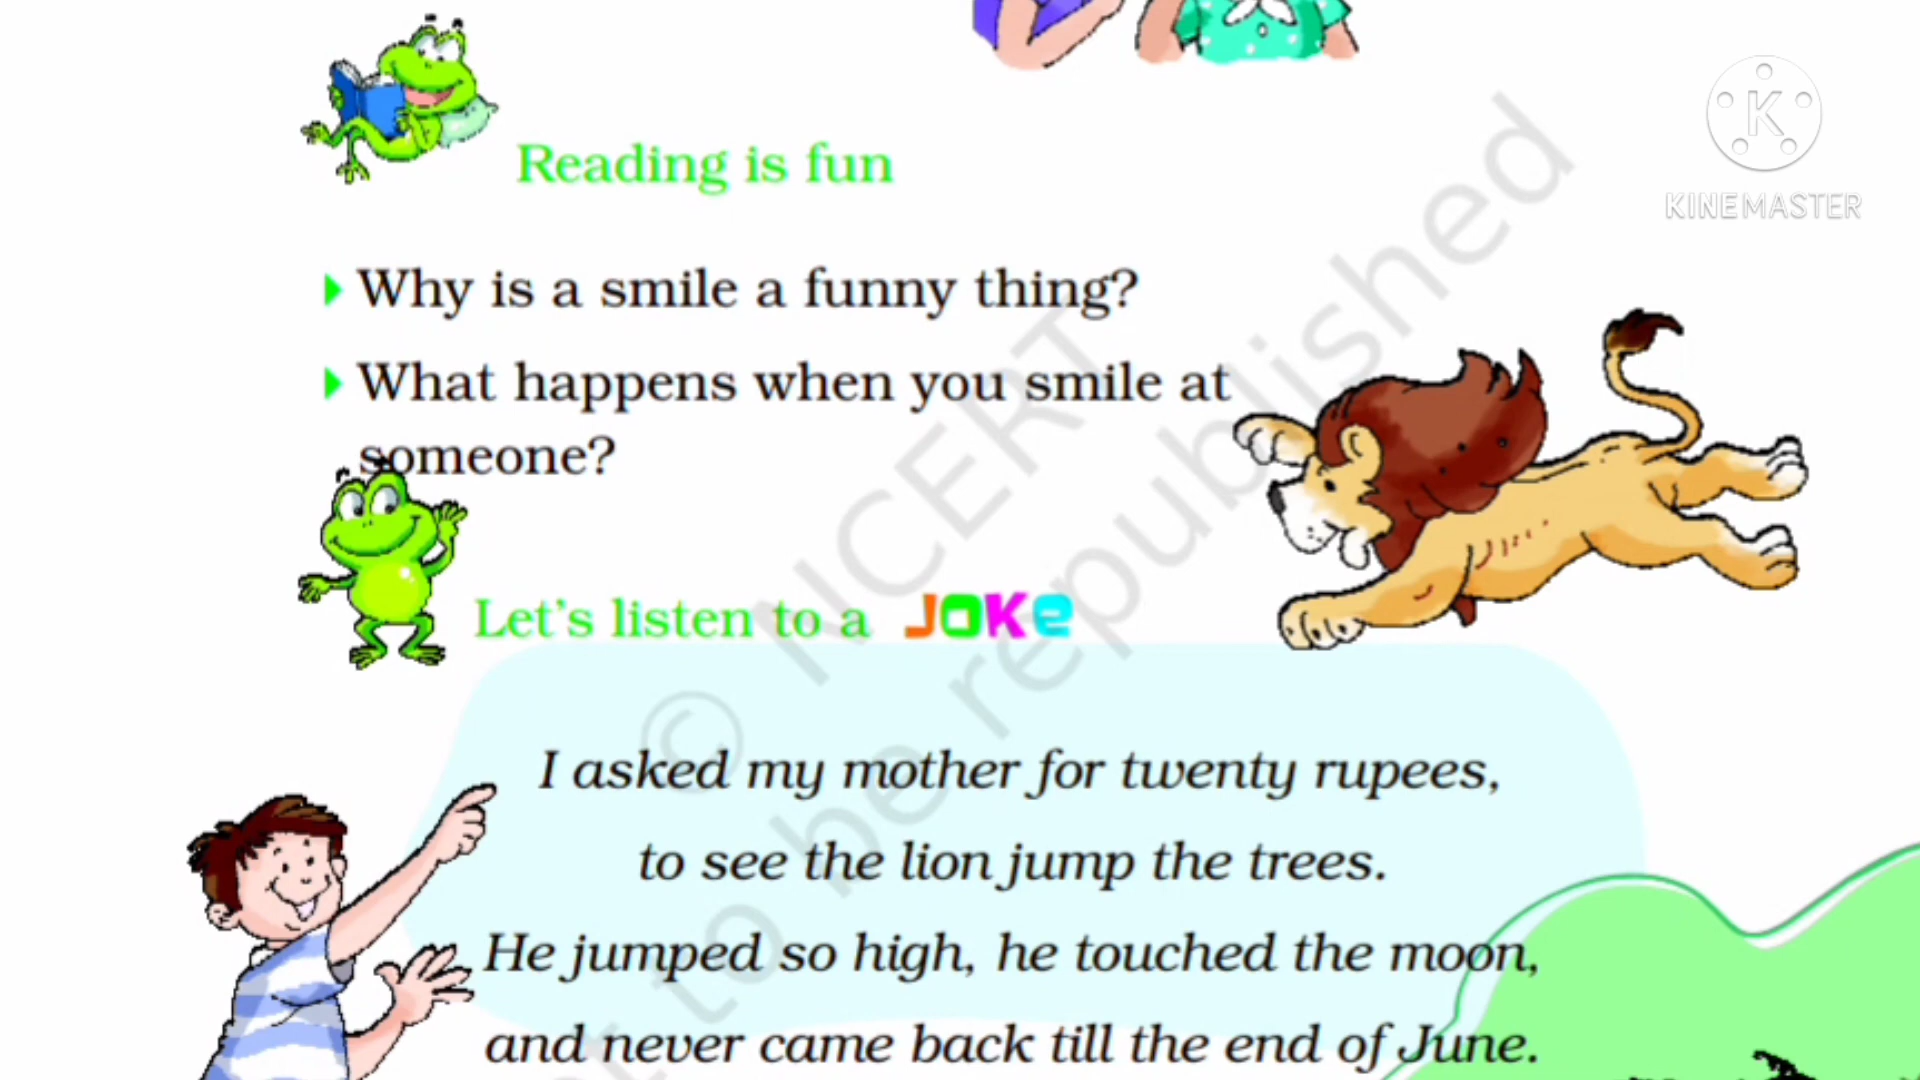 Reading is fun
KINEMASTER
Why is a smile a funny thing?
What happens when you smile at
someone?
Let's listen to a JOKe
I asked my mother for twenty rupees,
to see the lion jump the trees.
He jumped so high, he touched the moon,
and never came back till the end of June.
© NCERT
to be republished